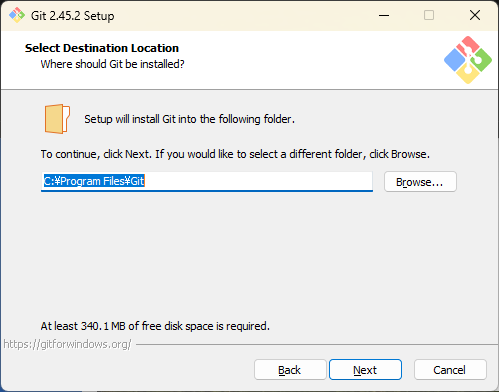 Git 2.45.2 Setup
Select Destination Location
Where should Git be installed?
Setup will install Git into the following folder.
To continue, click Next. If you would like to select a different folder, click Browse.
C:¥Program Files¥Git
Browse...
At least 340.1 MB of free disk space is required.
https://gitforwindows.org/
Back
Next
Cancel